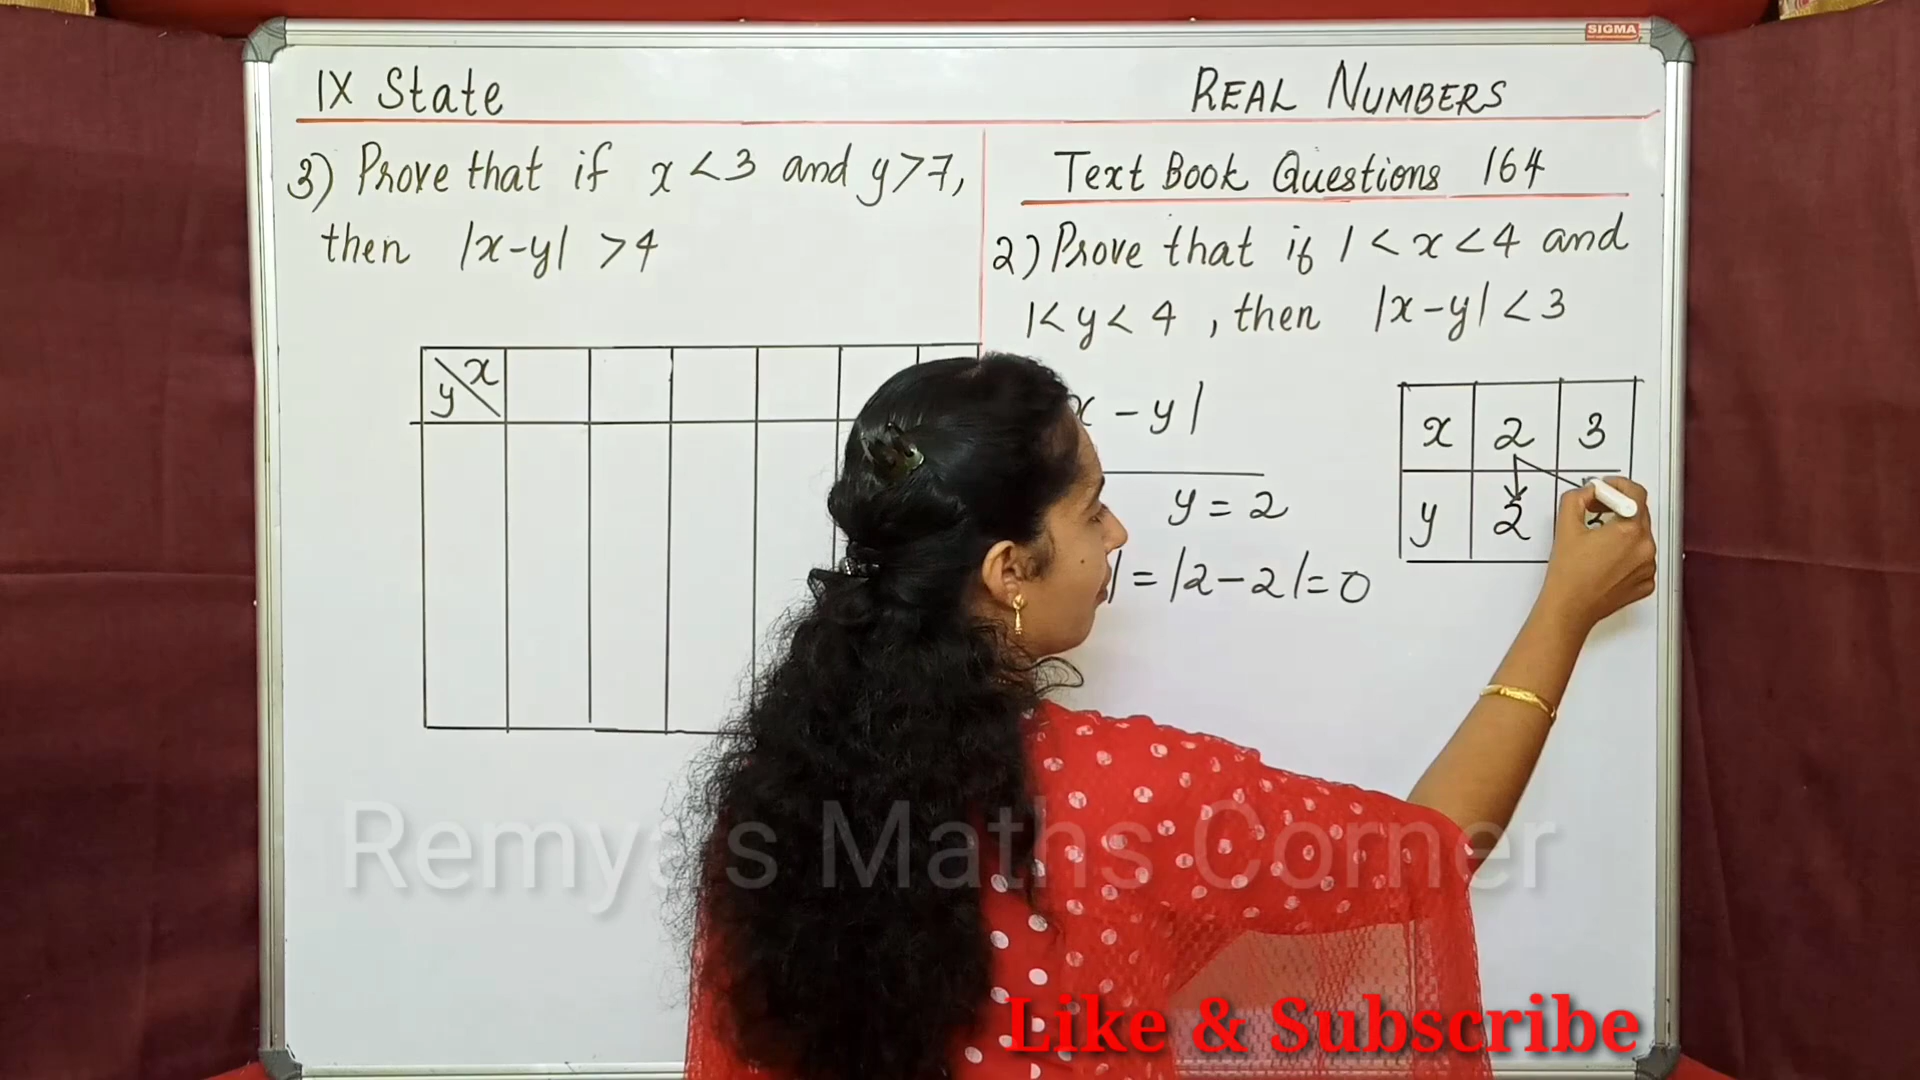 SIGMA
IX State
REAL NUMBERS
3) Prove that if x < 3 and y > 7,
then |x-y| > 4
y x
Text Book Questions 164
2) Prove that if 1 < x < 4 and
1 < y < 4 , then |x-y| < 3
x - y|
y = 2
| = |2-2| = 0
x 2 3
y 2
Remya's Maths Corner
Like & Subscribe